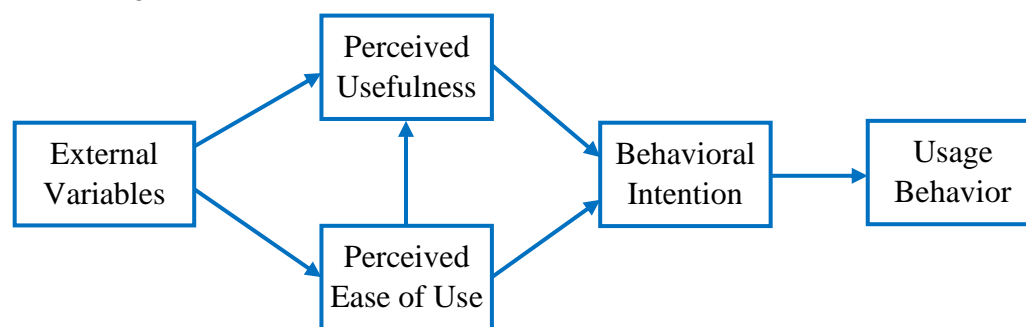 Perceived
Usefulness
External
Variables
Behavioral
Intention
Usage
Behavior
Perceived
Ease of Use